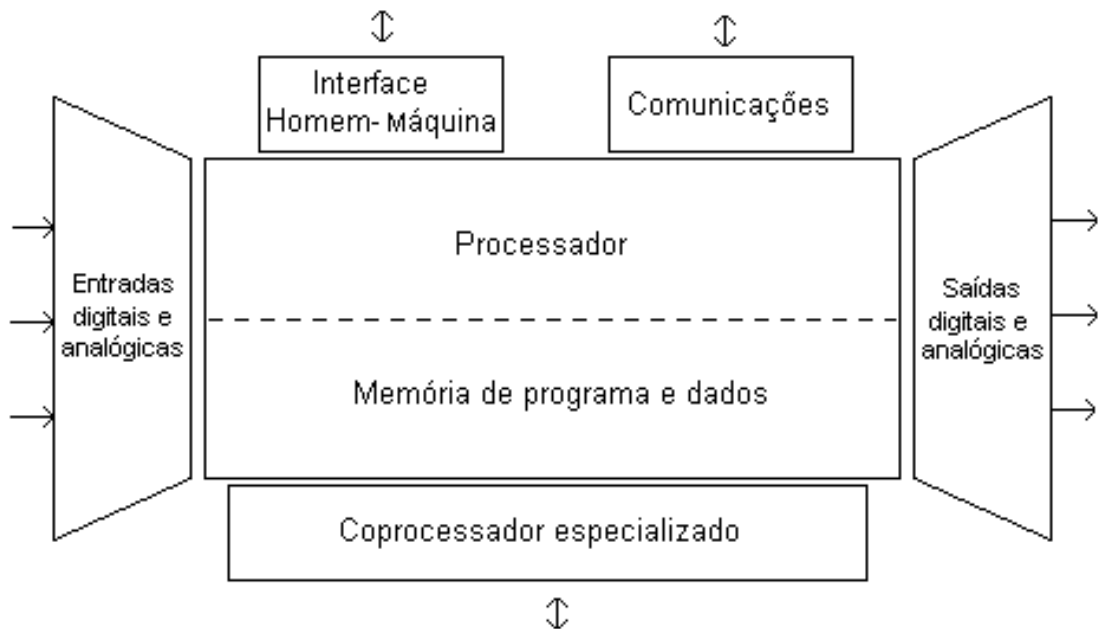 Interface
Homem-Máquina
Comunicações
Processador
Entradas
digitais e
analógicas
Saídas
digitais e
analógicas
Memória de programa e dados
Coprocessador especializado